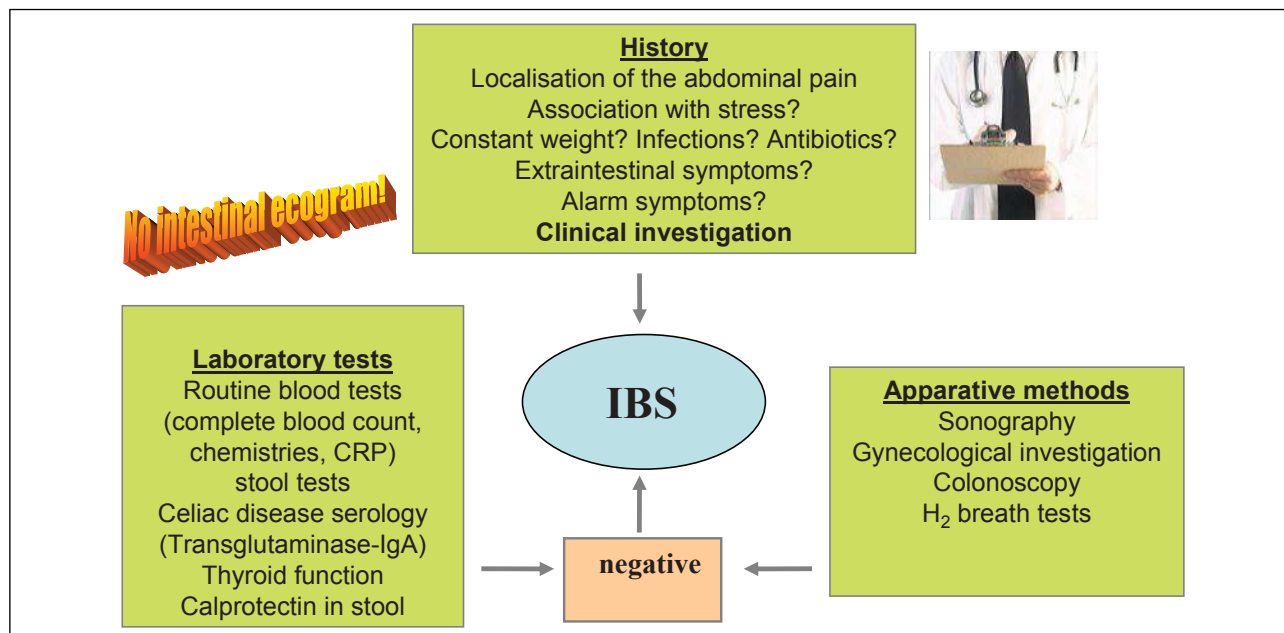 History
Localisation of the abdominal pain
Association with stress?
Constant weight? Infections? Antibiotics?
Extraintestinal symptoms?
Alarm symptoms?
Clinical investigation
No intestinal ecogram!
Laboratory tests
Routine blood tests
(complete blood count,
chemistries, CRP)
stool tests
Celiac disease serology
(Transglutaminase-IgA)
Thyroid function
Calprotectin in stool
IBS
negative
Apparative methods
Sonography
Gynecological investigation
Colonoscopy
H₂ breath tests